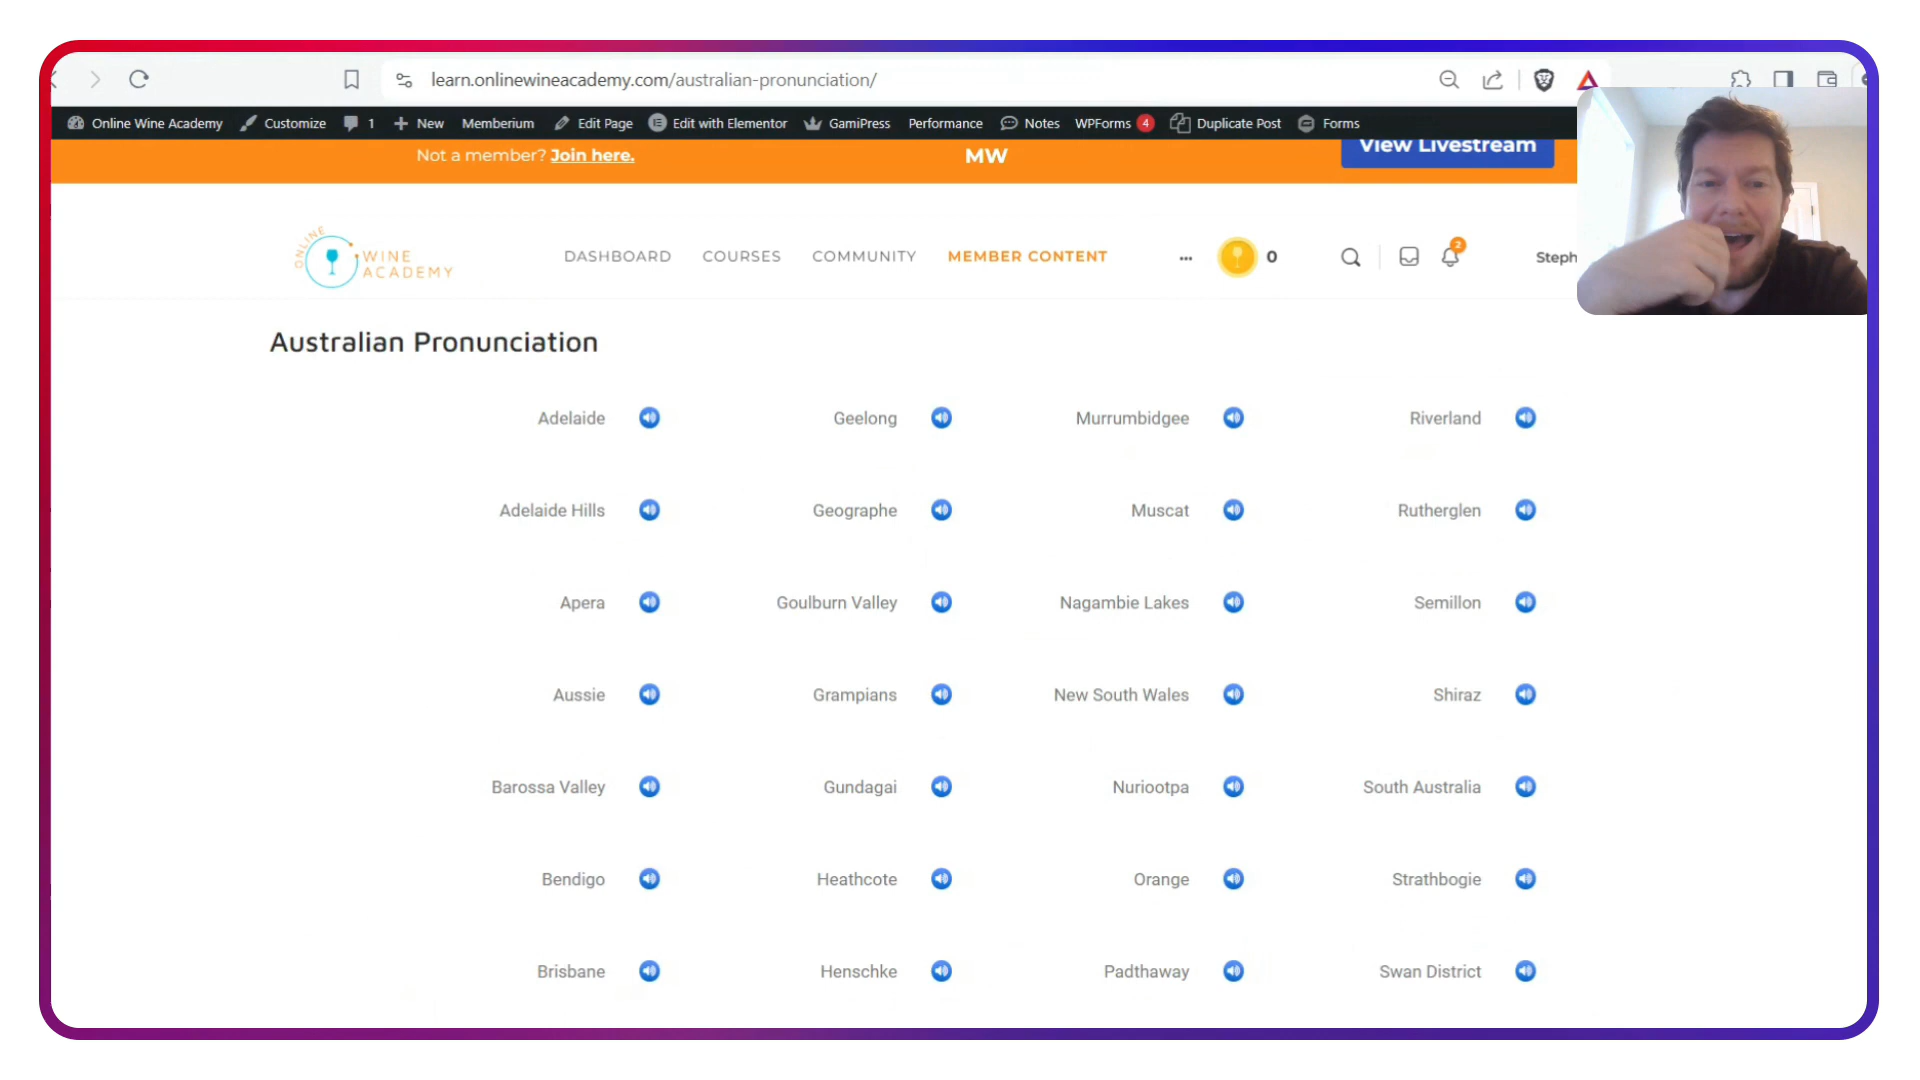 learn.onlinewineacademy.com/australian-pronunciation/
Online Wine Academy Customize 1 New Memberium Edit Page Edit with Elementor GamiPress Performance Notes WPForms 4 Duplicate Post Forms
Not a member? Join here. MW View Livestream
ONLINE WINE ACADEMY DASHBOARD COURSES COMMUNITY MEMBER CONTENT ... 0 2 Steph
Australian Pronunciation
Adelaide Geelong Murrumbidgee Riverland
Adelaide Hills Geographe Muscat Rutherglen
Apera Goulburn Valley Nagambie Lakes Semillon
Aussie Grampians New South Wales Shiraz
Barossa Valley Gundagai Nuriootpa South Australia
Bendigo Heathcote Orange Strathbogie
Brisbane Henschke Padthaway Swan District